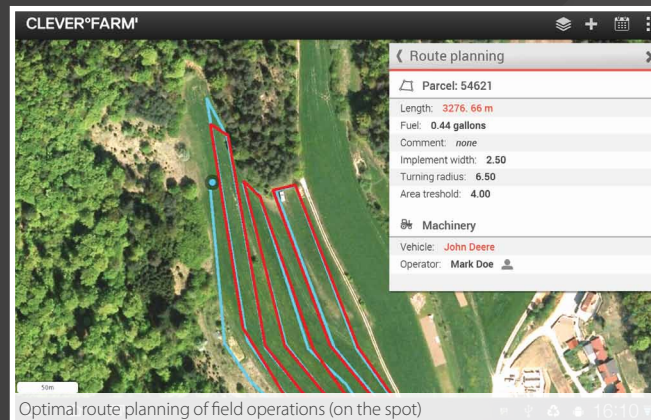 CLEVER°FARM'
Route planning
Parcel: 54621
Length: 3276. 66 m
Fuel: 0.44 gallons
Comment: none
Implement width: 2.50
Turning radius: 6.50
Area treshold: 4.00
Machinery
Vehicle: John Deere
Operator: Mark Doe
50m
Optimal route planning of field operations (on the spot)
16:10